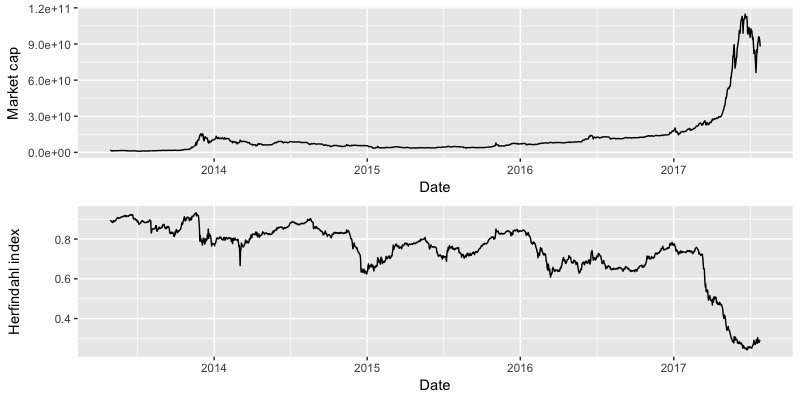 Market cap
1.2e+11
9.0e+10
6.0e+10
3.0e+10
0.0e+00
2014 2015 2016 2017
Date
Herfindahl index
0.8
0.6
0.4
2014 2015 2016 2017
Date